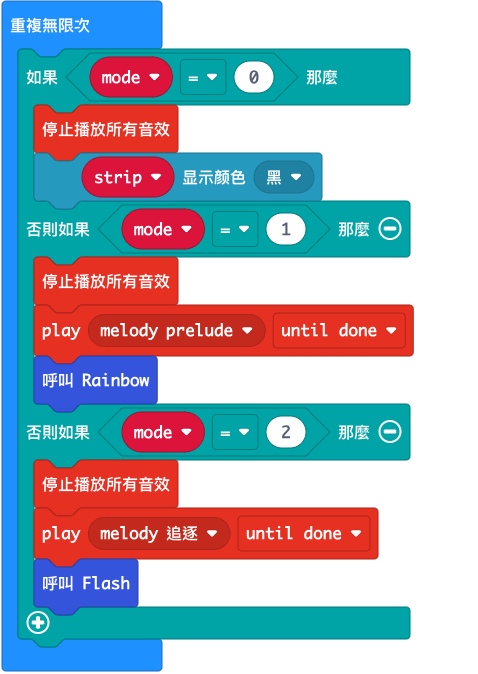 重複無限次
如果 mode = 0 那麼
停止播放所有音效
strip 显示颜色 黑
否則如果 mode = 1 那麼
停止播放所有音效
play melody prelude until done
呼叫 Rainbow
否則如果 mode = 2 那麼
停止播放所有音效
play melody 追逐 until done
呼叫 Flash